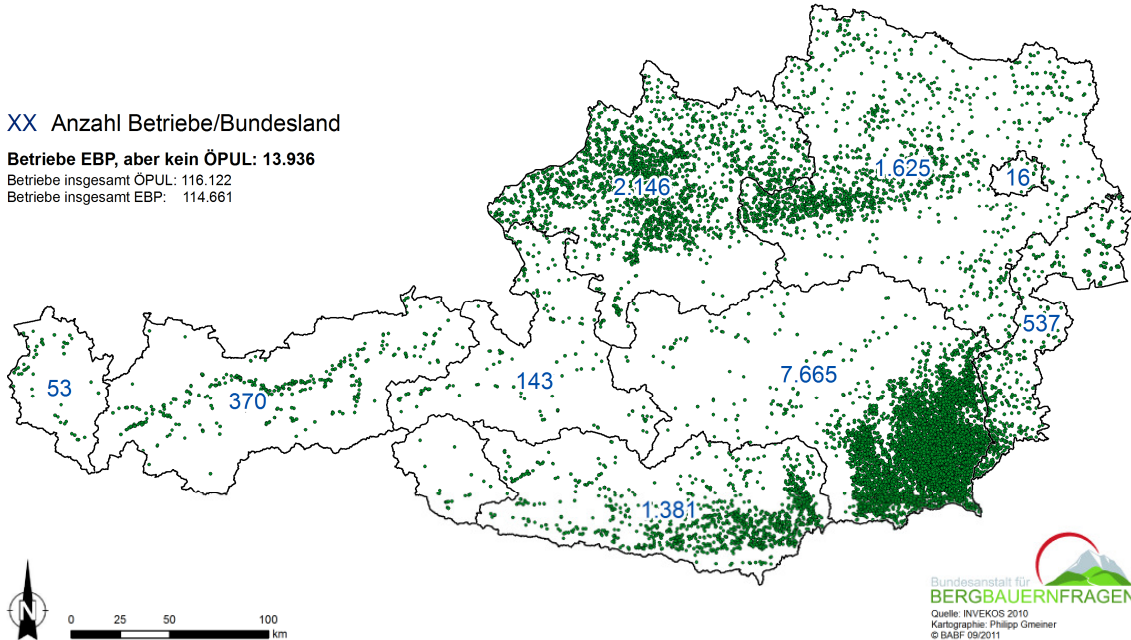 XX Anzahl Betriebe/Bundesland
Betriebe EBP, aber kein ÖPUL: 13.936
Betriebe insgesamt ÖPUL: 116.122
Betriebe insgesamt EBP: 114.661
1.625
16
2.146
537
53
370
143
7.665
1.381
N
0 25 50 100
km
Bundesanstalt für
BERGBAUERNFRAGEN
Quelle: INVEKOS 2010
Kartographie: Philipp Gmeiner
© BABF 09/2011